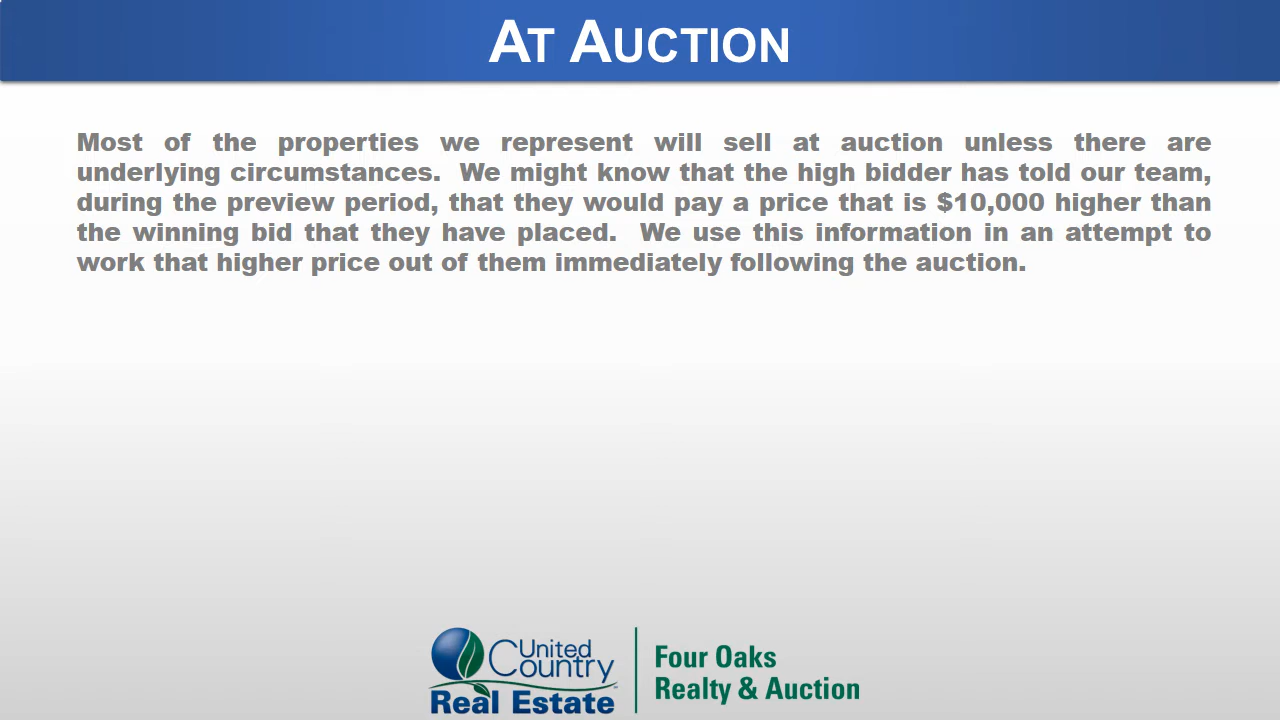 AT AUCTION
Most of the properties we represent will sell at auction unless there are
underlying circumstances. We might know that the high bidder has told our team,
during the preview period, that they would pay a price that is $10,000 higher than
the winning bid that they have placed. We use this information in an attempt to
work that higher price out of them immediately following the auction.
United
Country
Real Estate
Four Oaks
Realty & Auction